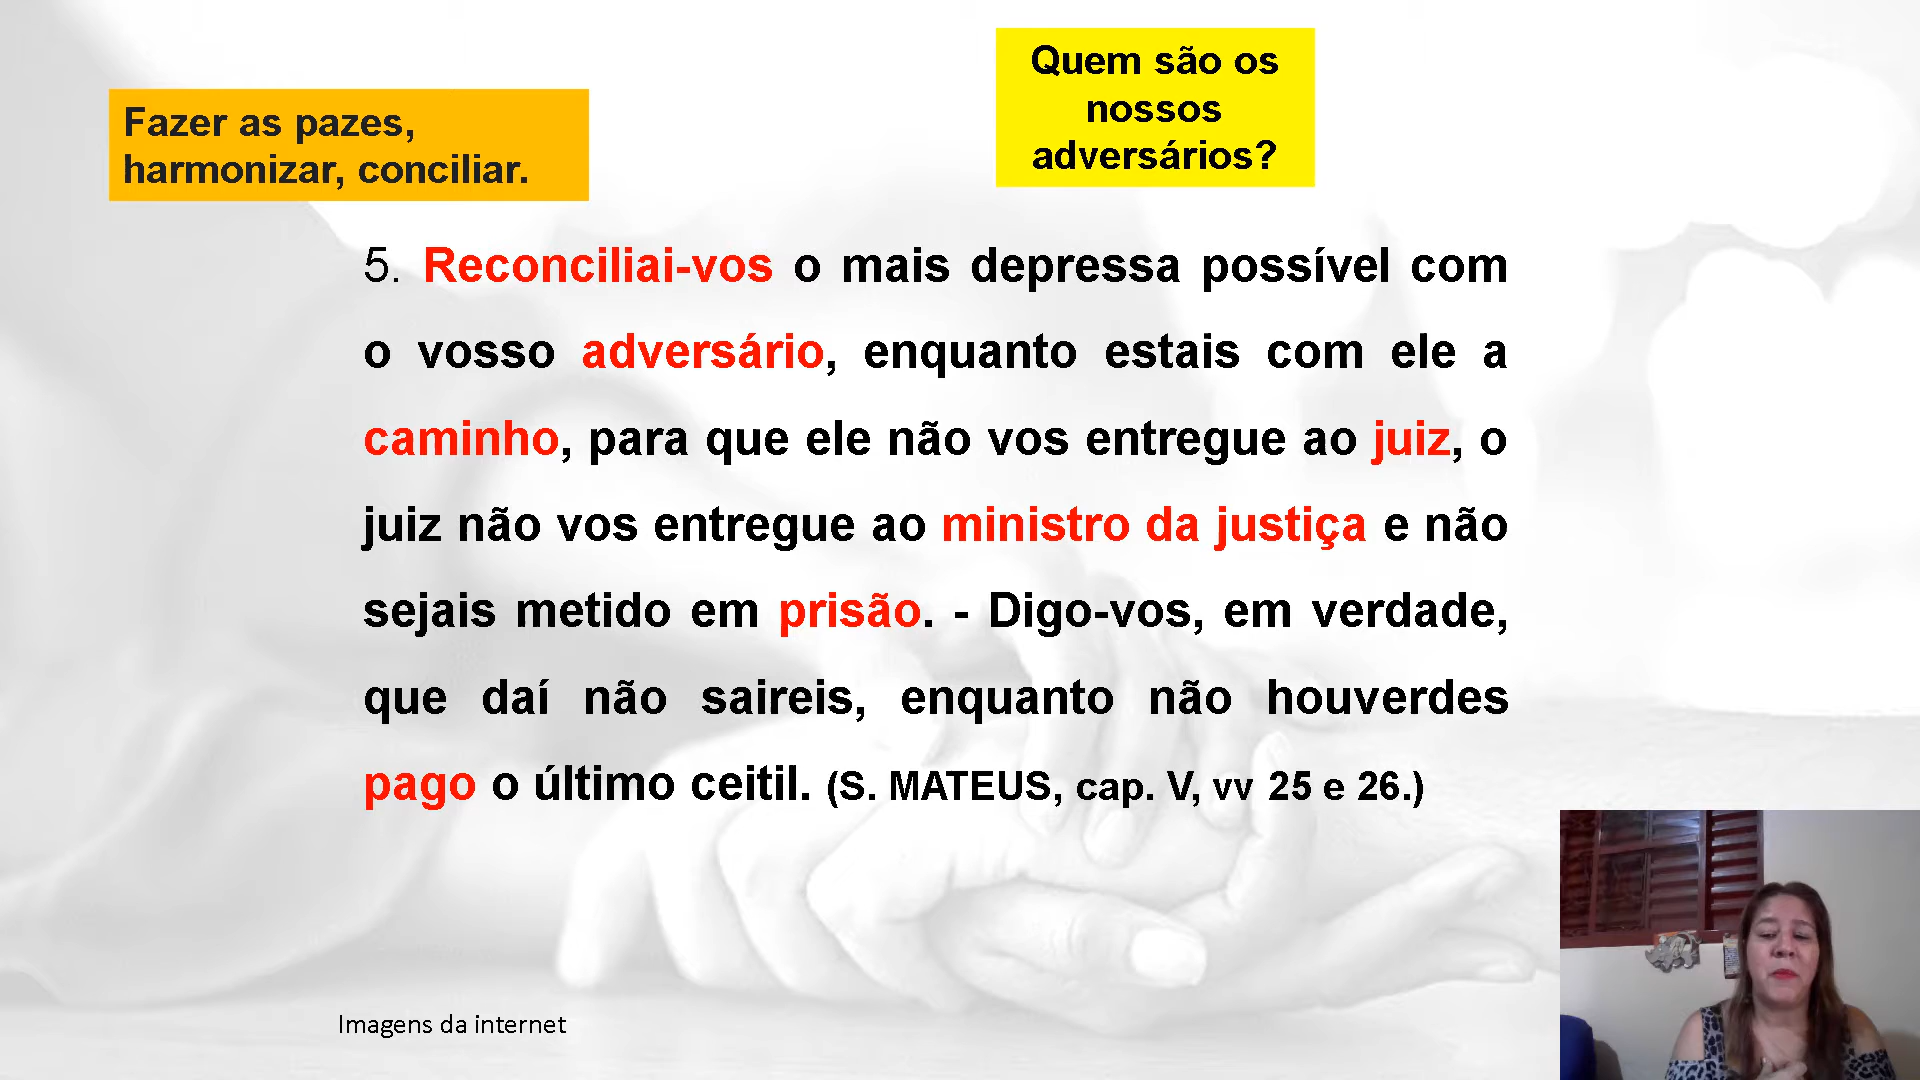 Quem são os
nossos
adversários?
Fazer as pazes,
harmonizar, conciliar.
5. Reconciliai-vos o mais depressa possível com
o vosso adversário, enquanto estais com ele a
caminho, para que ele não vos entregue ao juiz, o
juiz não vos entregue ao ministro da justiça e não
sejais metido em prisão. - Digo-vos, em verdade,
que daí não saireis, enquanto não houverdes
pago o último ceitil. (S. MATEUS, cap. V, vv 25 e 26.)
Imagens da internet